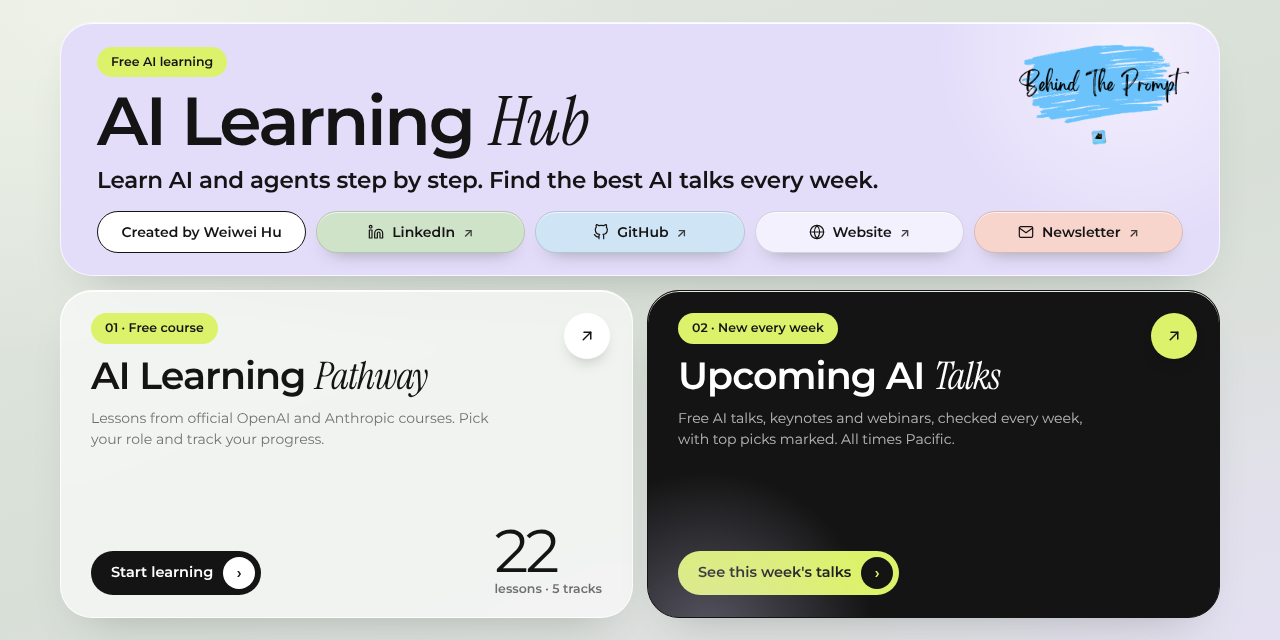 Free AI learning
Behind The Prompt
AI Learning Hub
Learn AI and agents step by step. Find the best AI talks every week.
Created by Weiwei Hu
LinkedIn ↗
GitHub ↗
Website ↗
Newsletter ↗
01 · Free course
AI Learning Pathway
Lessons from official OpenAI and Anthropic courses. Pick
your role and track your progress.
Start learning ›
22
lessons · 5 tracks
02 · New every week
Upcoming AI Talks
Free AI talks, keynotes and webinars, checked every week,
with top picks marked. All times Pacific.
See this week's talks ›